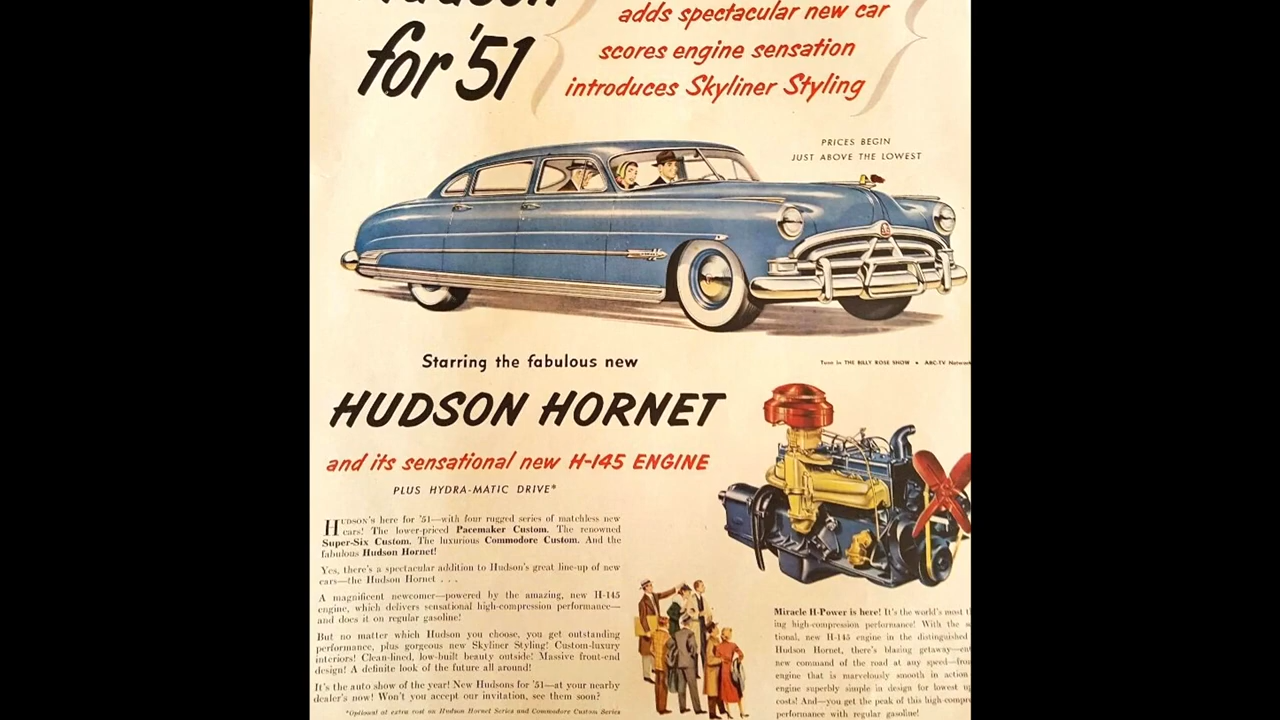 Hudson
for '51
adds spectacular new car
scores engine sensation
introduces Skyliner Styling
PRICES BEGIN
JUST ABOVE THE LOWEST
Starring the fabulous new
Tune in THE BILLY ROSE SHOW • ABC-TV Network
HUDSON HORNET
and its sensational new H-145 ENGINE
PLUS HYDRA-MATIC DRIVE*
HUDSON'S here for '51—with four rugged series of matchless new
cars! The lower-priced Pacemaker Custom. The renowned
Super-Six Custom. The luxurious Commodore Custom. And the
fabulous Hudson Hornet!
Yes, there's a spectacular addition to Hudson's great line-up of new
cars—the Hudson Hornet . . .
A magnificent newcomer—powered by the amazing, new H-145
engine, which delivers sensational high-compression performance—
and does it on regular gasoline!
But no matter which Hudson you choose, you get outstanding
performance, plus gorgeous new Skyliner Styling! Custom-luxury
interiors! Clean-lined, low-built beauty outside! Massive front-end
design! A definite look of the future all around!
It's the auto show of the year! New Hudsons for '51—at your nearby
dealer's now! Won't you accept our invitation, see them soon?
*Optional at extra cost on Hudson Hornet Series and Commodore Custom Series
Miracle H-Power is here! It's the world's most
ing high-compression performance! With the
tional, new H-145 engine in the distinguished
Hudson Hornet, there's blazing getaway—
new command of the road at any speed—
engine that is marvelously smooth in action
engine superbly simple in design for lowest
costs! And—you get the peak of this high-
performance with regular gasoline!